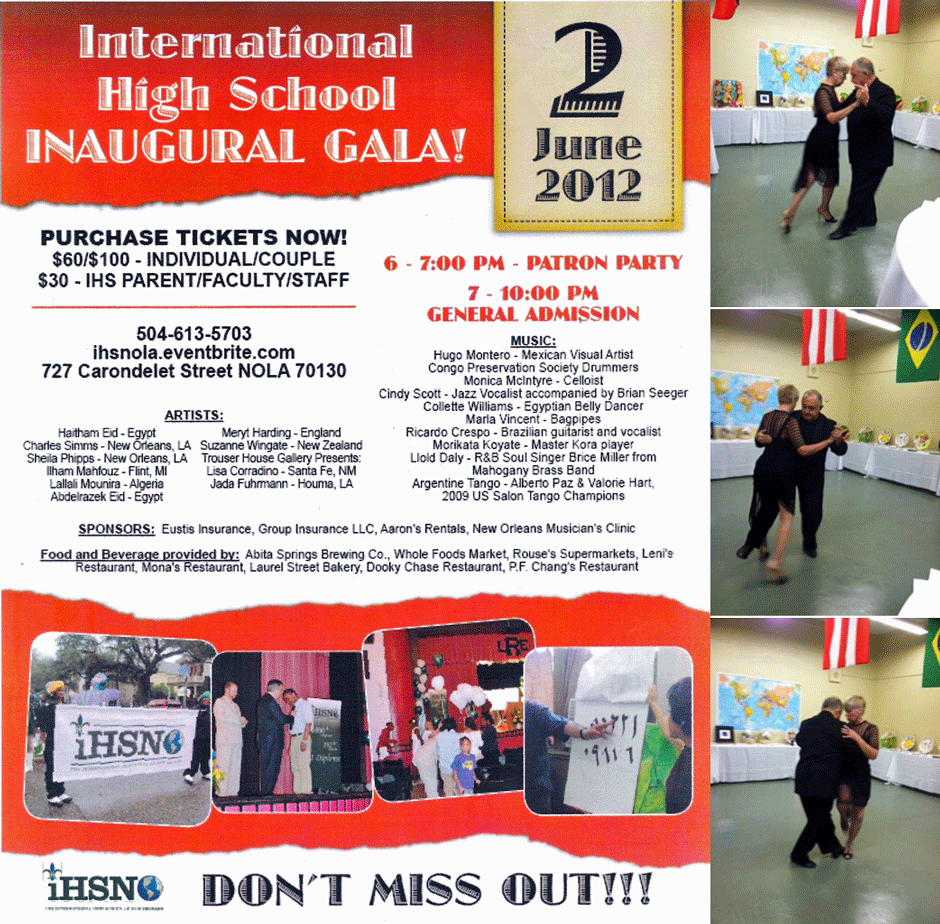 International
High School
INAUGURAL GALA!
2
June
2012
PURCHASE TICKETS NOW!
$60/$100 - INDIVIDUAL/COUPLE
$30 - IHS PARENT/FACULTY/STAFF
504-613-5703
ihsnola.eventbrite.com
727 Carondelet Street NOLA 70130
ARTISTS:
Haitham Eid - Egypt
Charles Simms - New Orleans, LA
Sheila Phipps - New Orleans, LA
Ilham Mahfouz - Flint, MI
Lallali Mounira - Algeria
Abdelrazek Eid - Egypt
Meryt Harding - England
Suzanne Wingate - New Zealand
Trouser House Gallery Presents:
Lisa Corradino - Santa Fe, NM
Jada Fuhrmann - Houma, LA
6 - 7:00 PM - PATRON PARTY
7 - 10:00 PM
GENERAL ADMISSION
MUSIC:
Hugo Montero - Mexican Visual Artist
Congo Preservation Society Drummers
Monica McIntyre - Celloist
Cindy Scott - Jazz Vocalist accompanied by Brian Seeger
Collette Williams - Egyptian Belly Dancer
Marla Vincent - Bagpipes
Ricardo Crespo - Brazilian guitarist and vocalist
Morikata Koyate - Master Kora player
Lloid Daly - R&B Soul Singer Brice Miller from
Mahogany Brass Band
Argentine Tango - Alberto Paz & Valorie Hart,
2009 US Salon Tango Champions
SPONSORS: Eustis Insurance, Group Insurance LLC, Aaron's Rentals, New Orleans Musician's Clinic
Food and Beverage provided by: Abita Springs Brewing Co., Whole Foods Market, Rouse's Supermarkets, Leni's
Restaurant, Mona's Restaurant, Laurel Street Bakery, Dooky Chase Restaurant, P.F. Chang's Restaurant
iHSNO
iHSNO
LRE
iHSNO
DON'T MISS OUT!!!